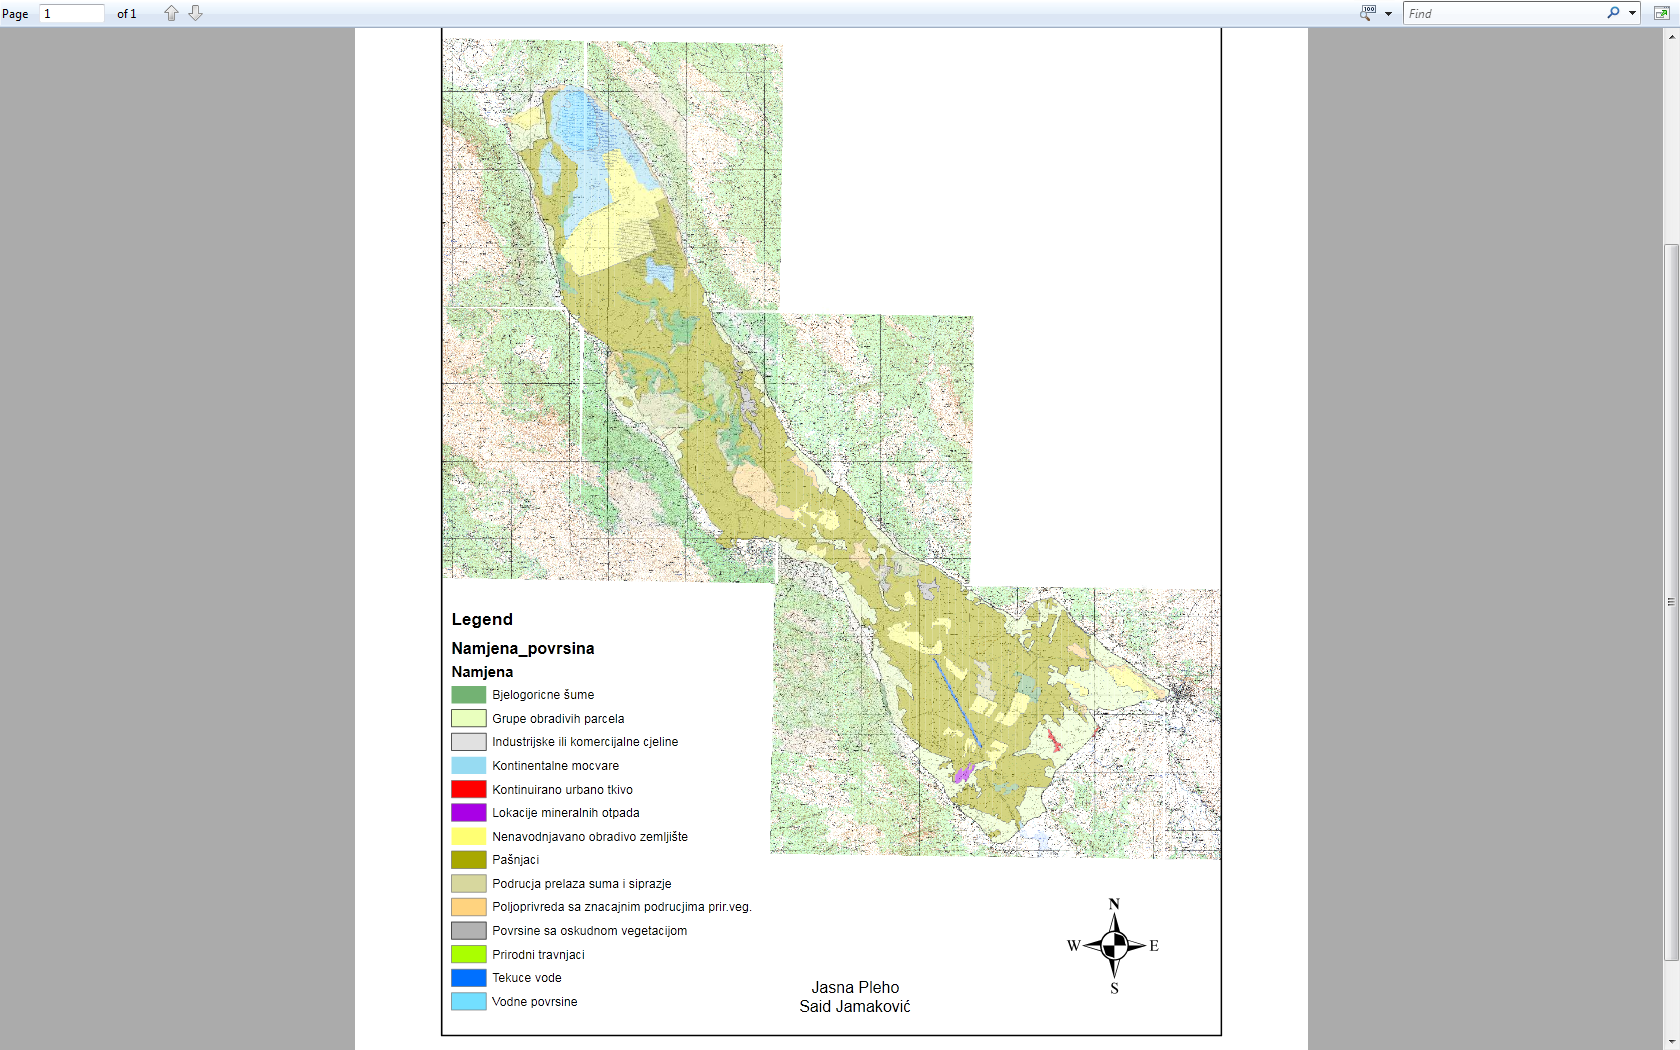 Page 1 of 1
100
Find
Legend
Namjena_povrsina
Namjena
Bjelogoricne šume
Grupe obradivih parcela
Industrijske ili komercijalne cjeline
Kontinentalne mocvare
Kontinuirano urbano tkivo
Lokacije mineralnih otpada
Nenavodnjavano obradivo zemljište
Pašnjaci
Podrucja prelaza suma i siprazje
Poljoprivreda sa znacajnim podrucjima prir.veg.
Povrsine sa oskudnom vegetacijom
Prirodni travnjaci
Tekuce vode
Vodne povrsine
N
W E
S
Jasna Pleho
Said Jamaković